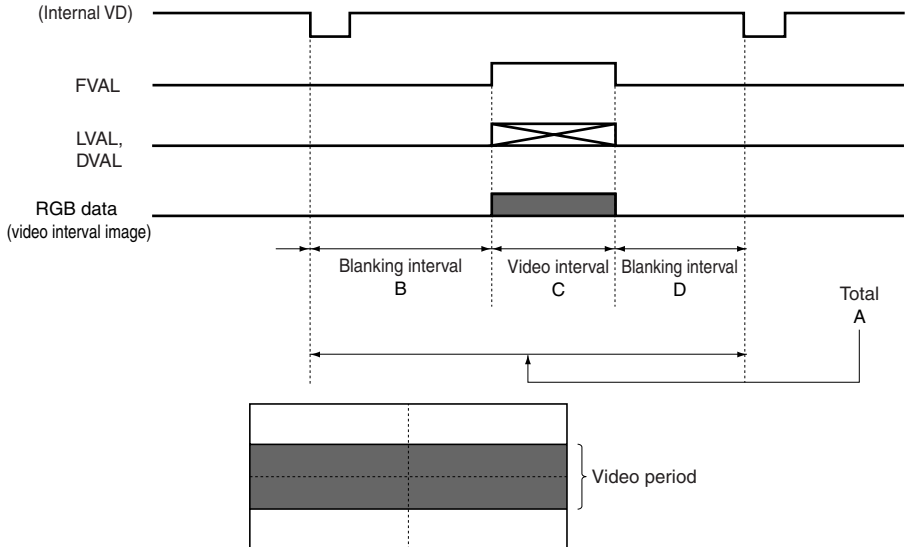 (Internal VD)
FVAL
LVAL,
DVAL
RGB data
(video interval image)
Blanking interval
B
Video interval
C
Blanking interval
D
Total
A
Video period